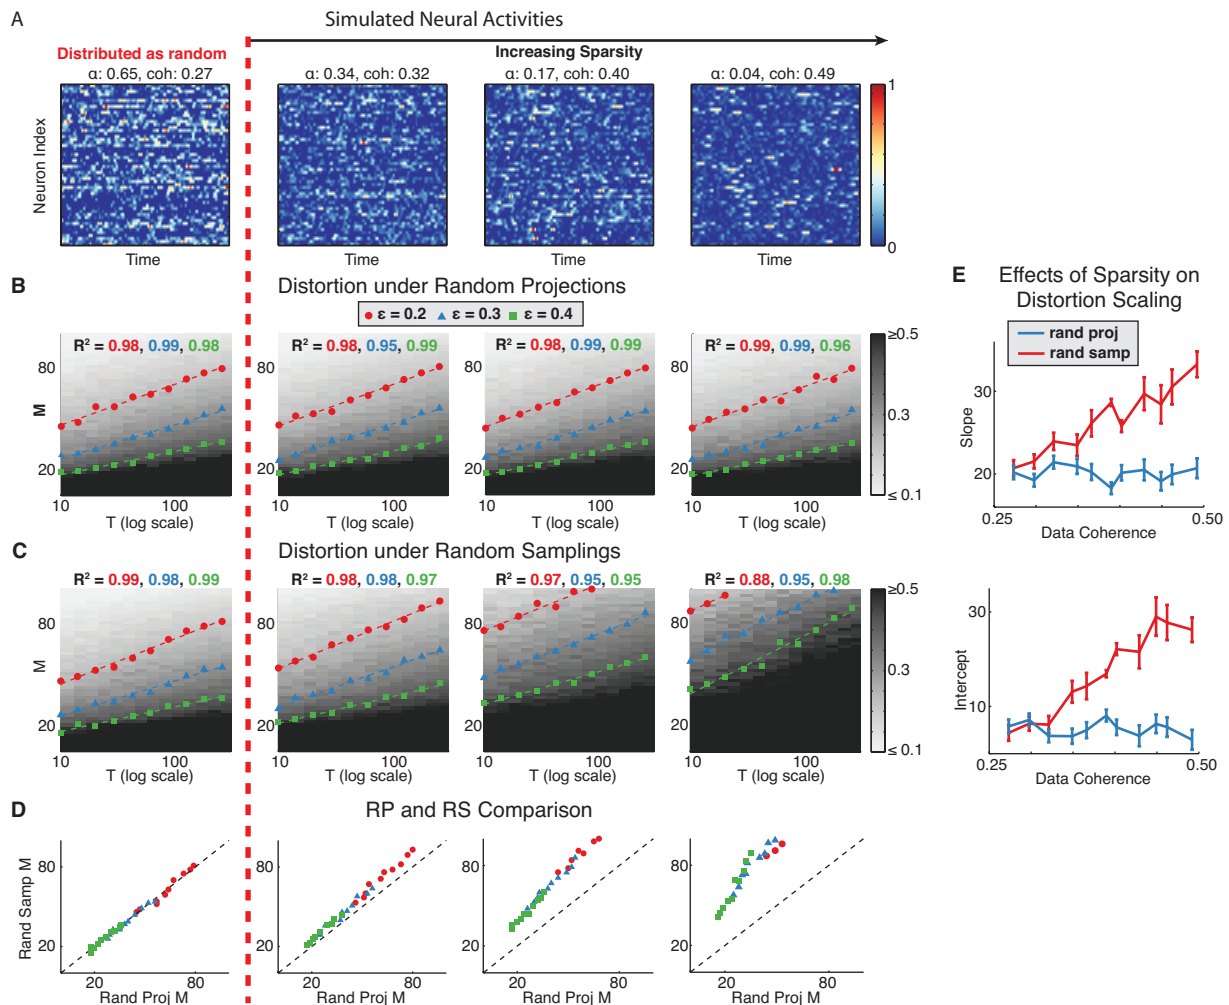 A
Simulated Neural Activities
Distributed as random
Increasing Sparsity
α: 0.65, coh: 0.27
α: 0.34, coh: 0.32
α: 0.17, coh: 0.40
α: 0.04, coh: 0.49
Neuron Index
1
0
Time
Time
Time
Time
B
Distortion under Random Projections
ε = 0.2 ε = 0.3 ε = 0.4
R² = 0.98, 0.99, 0.98
R² = 0.98, 0.95, 0.99
R² = 0.98, 0.99, 0.99
R² = 0.99, 0.99, 0.96
M
80
20
80
20
80
20
80
20
≥0.5
0.3
≤ 0.1
10 100
10 100
10 100
10 100
T (log scale)
T (log scale)
T (log scale)
T (log scale)
C
Distortion under Random Samplings
R² = 0.99, 0.98, 0.99
R² = 0.98, 0.98, 0.97
R² = 0.97, 0.95, 0.95
R² = 0.88, 0.95, 0.98
M
80
20
80
20
80
20
80
20
≥0.5
0.3
≤ 0.1
10 100
10 100
10 100
10 100
T (log scale)
T (log scale)
T (log scale)
T (log scale)
D
RP and RS Comparison
Rand Samp M
80
20
80
20
80
20
80
20
20 80
20 80
20 80
20 80
Rand Proj M
Rand Proj M
Rand Proj M
Rand Proj M
E
Effects of Sparsity on
Distortion Scaling
rand proj
rand samp
Slope
30
20
0.25 0.50
Data Coherence
Intercept
30
10
0.25 0.50
Data Coherence